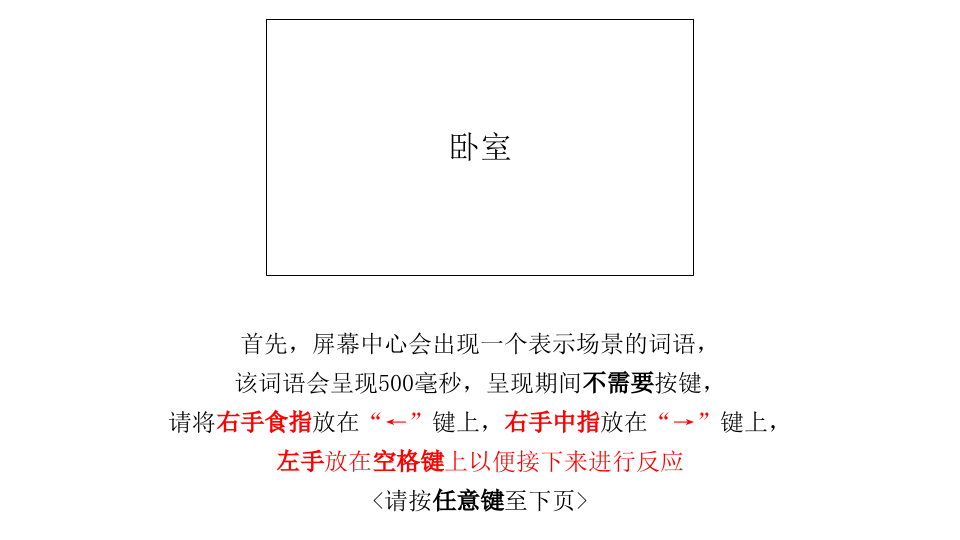 卧室
首先，屏幕中心会出现一个表示场景的词语，
该词语会呈现500毫秒，呈现期间不需要按键，
请将右手食指放在“←”键上，右手中指放在“→”键上，
左手放在空格键上以便接下来进行反应
<请按任意键至下页>